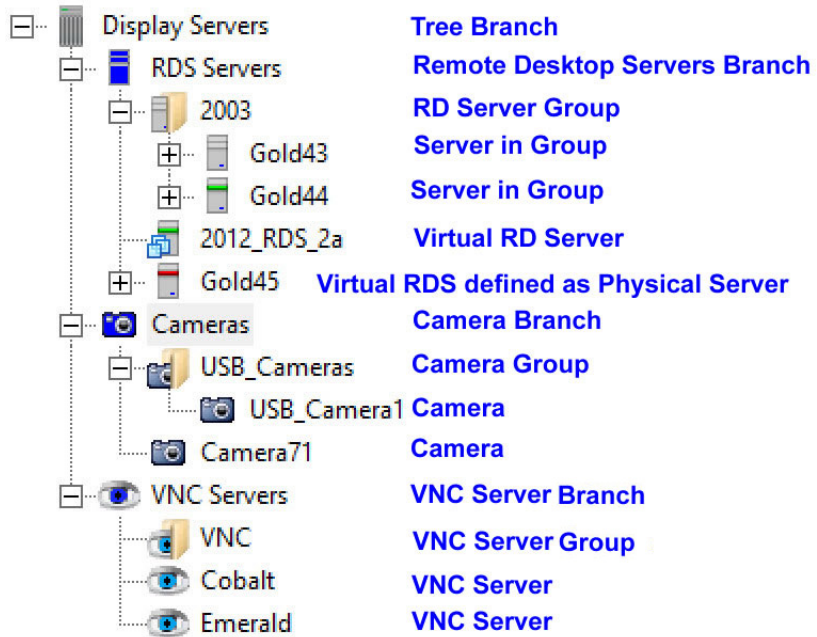 Display Servers Tree Branch
RDS Servers Remote Desktop Servers Branch
2003 RD Server Group
Gold43 Server in Group
Gold44 Server in Group
2012_RDS_2a Virtual RD Server
Gold45 Virtual RDS defined as Physical Server
Cameras Camera Branch
USB_Cameras Camera Group
USB_Camera1 Camera
Camera71 Camera
VNC Servers VNC Server Branch
VNC VNC Server Group
Cobalt VNC Server
Emerald VNC Server